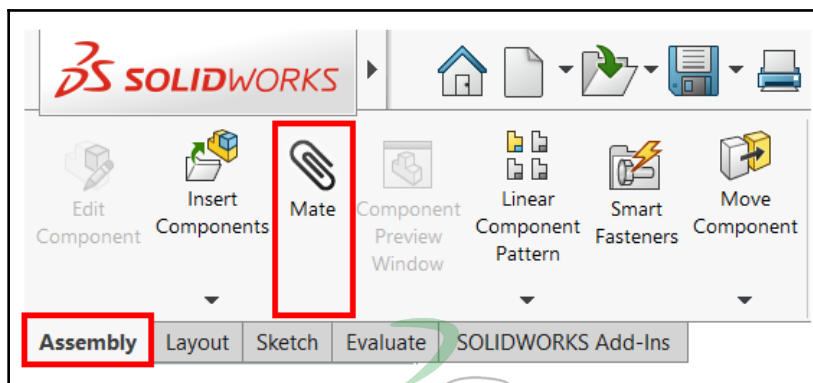 SOLIDWORKS
Edit
Component
Insert
Components
Mate
Component
Preview
Window
Linear
Component
Pattern
Smart
Fasteners
Move
Component
Assembly Layout Sketch Evaluate SOLIDWORKS Add-Ins